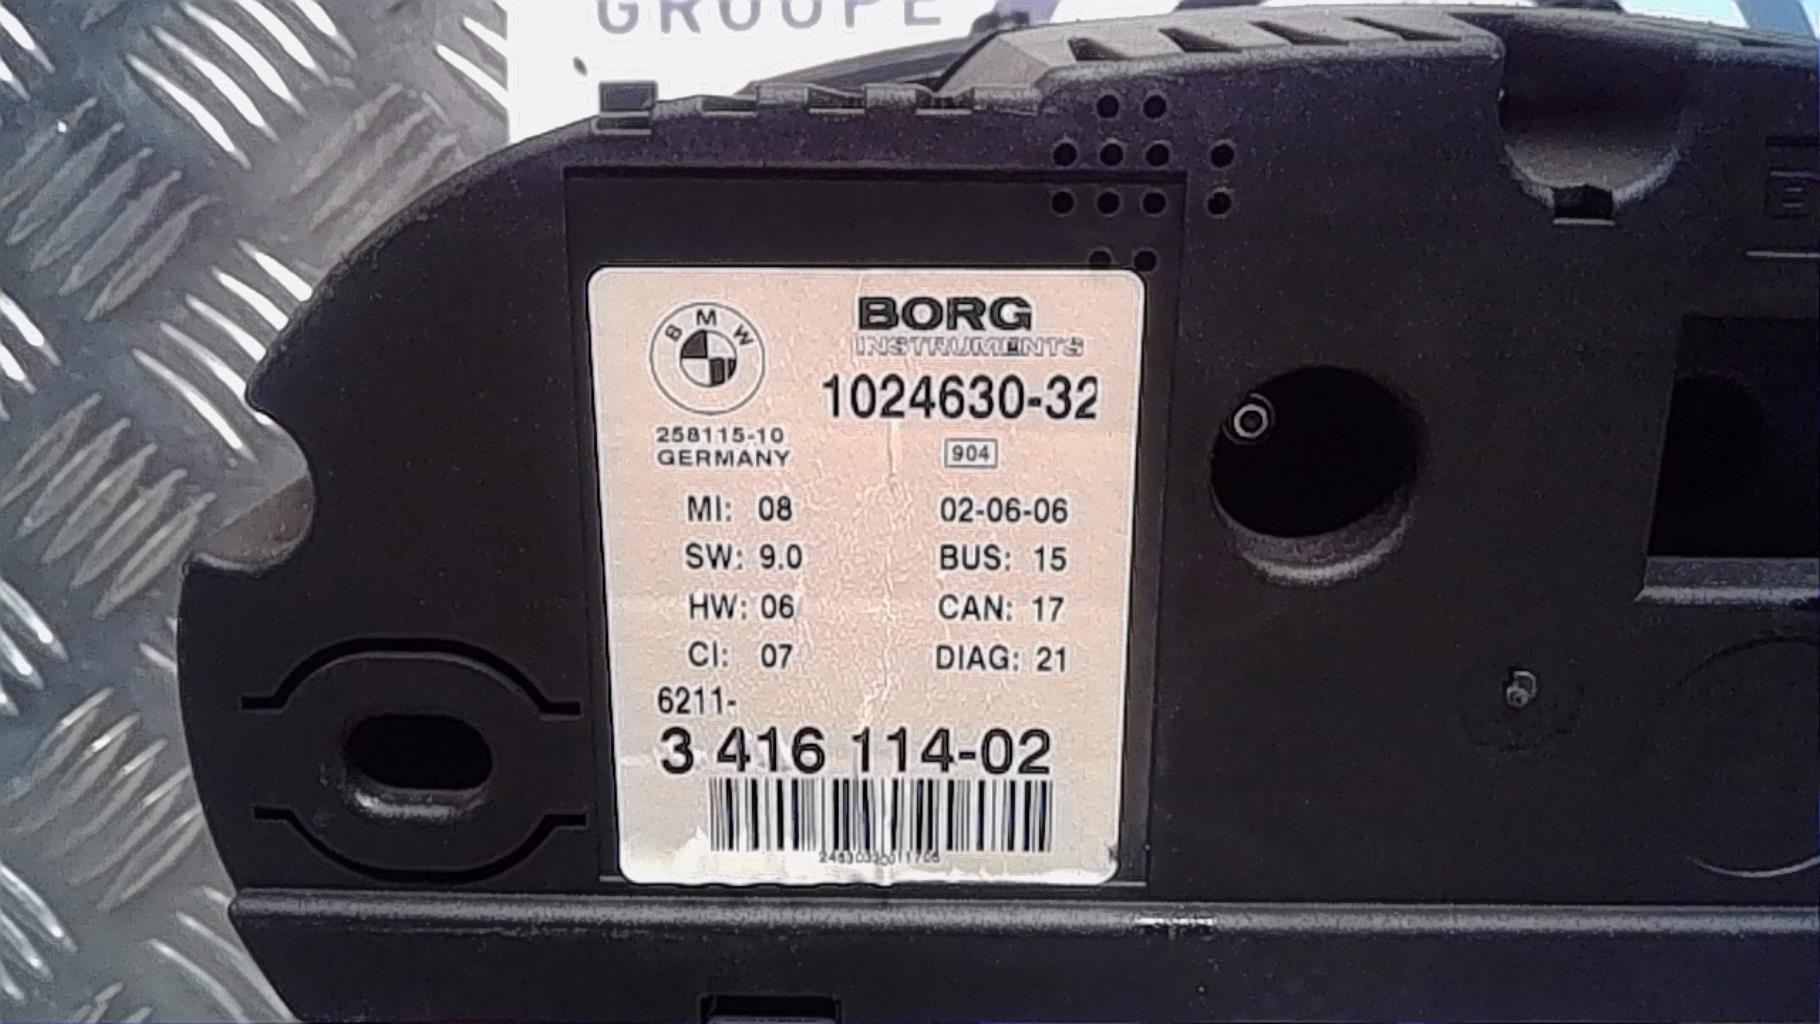 GROUPE
BMW
BORG
INSTRUMENTS
1024630-32
258115-10
GERMANY
904
MI: 08 02-06-06
SW: 9.0 BUS: 15
HW: 06 CAN: 17
CI: 07 DIAG: 21
6211-
3 416 114-02